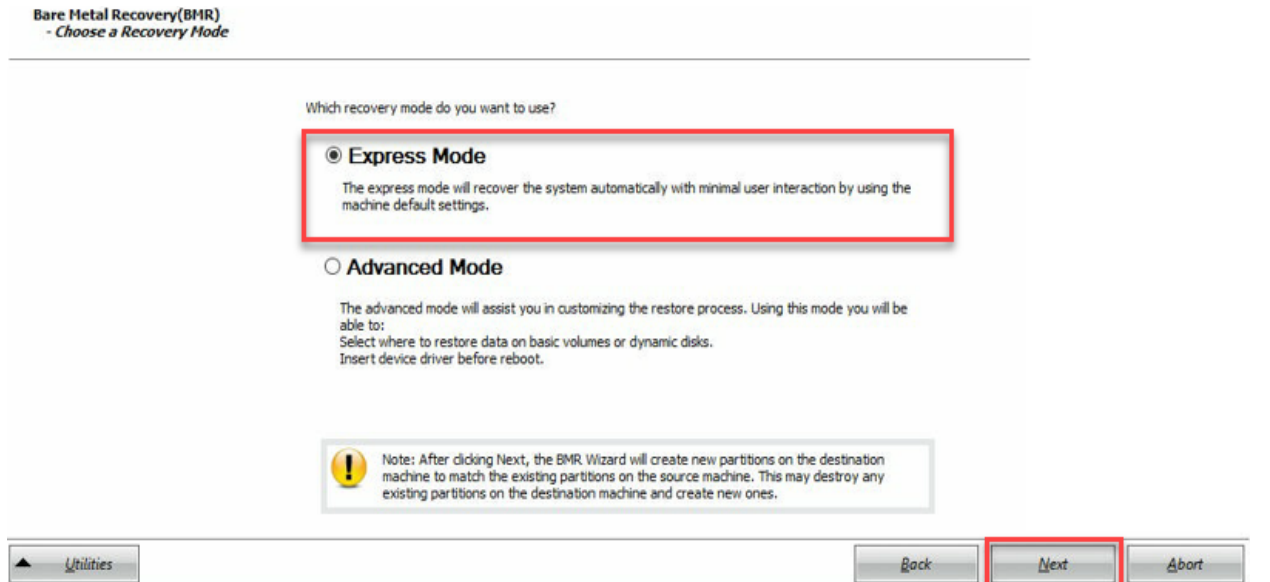 Bare Metal Recovery(BMR)
- Choose a Recovery Mode
Which recovery mode do you want to use?
Express Mode
The express mode will recover the system automatically with minimal user interaction by using the
machine default settings.
Advanced Mode
The advanced mode will assist you in customizing the restore process. Using this mode you will be
able to:
Select where to restore data on basic volumes or dynamic disks.
Insert device driver before reboot.
Note: After clicking Next, the BMR Wizard will create new partitions on the destination
machine to match the existing partitions on the source machine. This may destroy any
existing partitions on the destination machine and create new ones.
Utilities
Back
Next
Abort